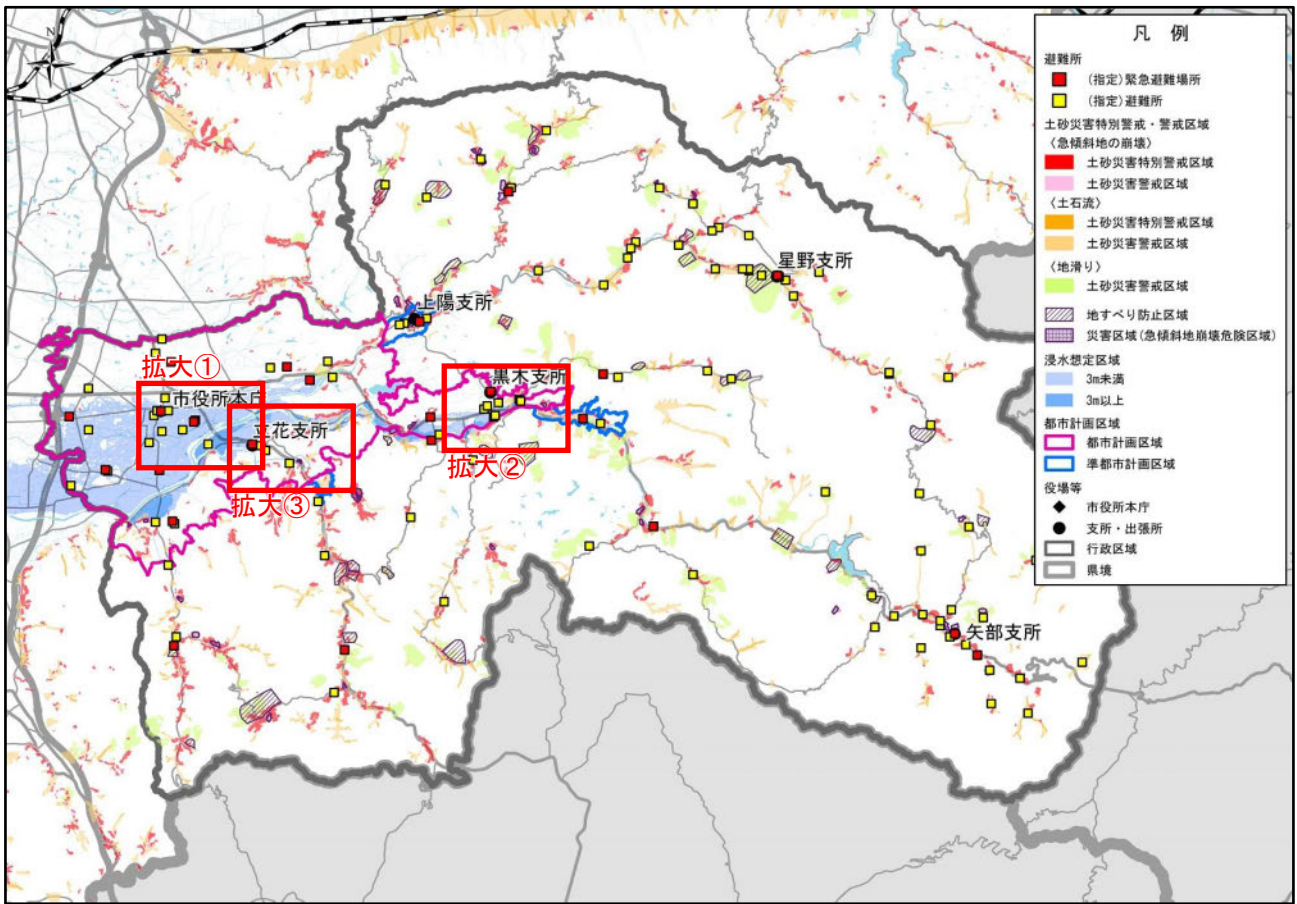 N
凡 例
避難所
(指定)緊急避難場所
(指定)避難所
土砂災害特別警戒・警戒区域
〈急傾斜地の崩壊〉
土砂災害特別警戒区域
土砂災害警戒区域
〈土石流〉
土砂災害特別警戒区域
土砂災害警戒区域
〈地滑り〉
土砂災害警戒区域
地すべり防止区域
災害区域(急傾斜地崩壊危険区域)
浸水想定区域
3m未満
3m以上
都市計画区域
都市計画区域
準都市計画区域
役場等
市役所本庁
支所・出張所
行政区域
県境
星野支所
上陽支所
拡大①
黒木支所
市役所本庁
立花支所
拡大②
拡大③
矢部支所